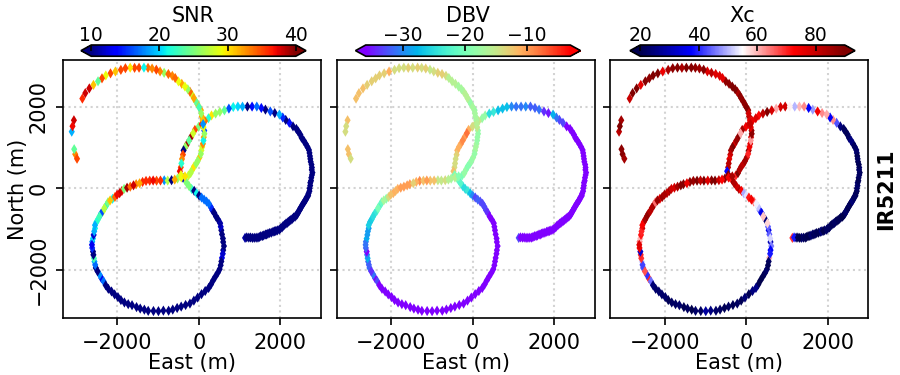 SNR DBV Xc
10 20 30 40 −30 −20 −10 20 40 60 80
2000
0
−2000
North (m)
−2000 0 2000 −2000 0 2000 −2000 0 2000
East (m) East (m) East (m)
IR5211